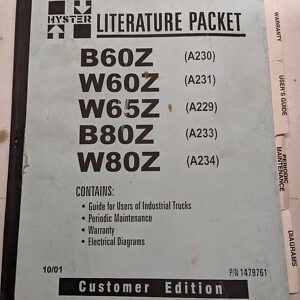 HYSTER
LITERATURE PACKET
B60Z (A230)
W60Z (A231)
W65Z (A229)
B80Z (A233)
W80Z (A234)
CONTAINS:
• Guide for Users of Industrial Trucks
• Periodic Maintenance
• Warranty
• Electrical Diagrams
10/01
P/N 1479761
Customer Edition
WARRANTY
USER'S GUIDE
PERIODIC
MAINTENANCE
DIAGRAMS